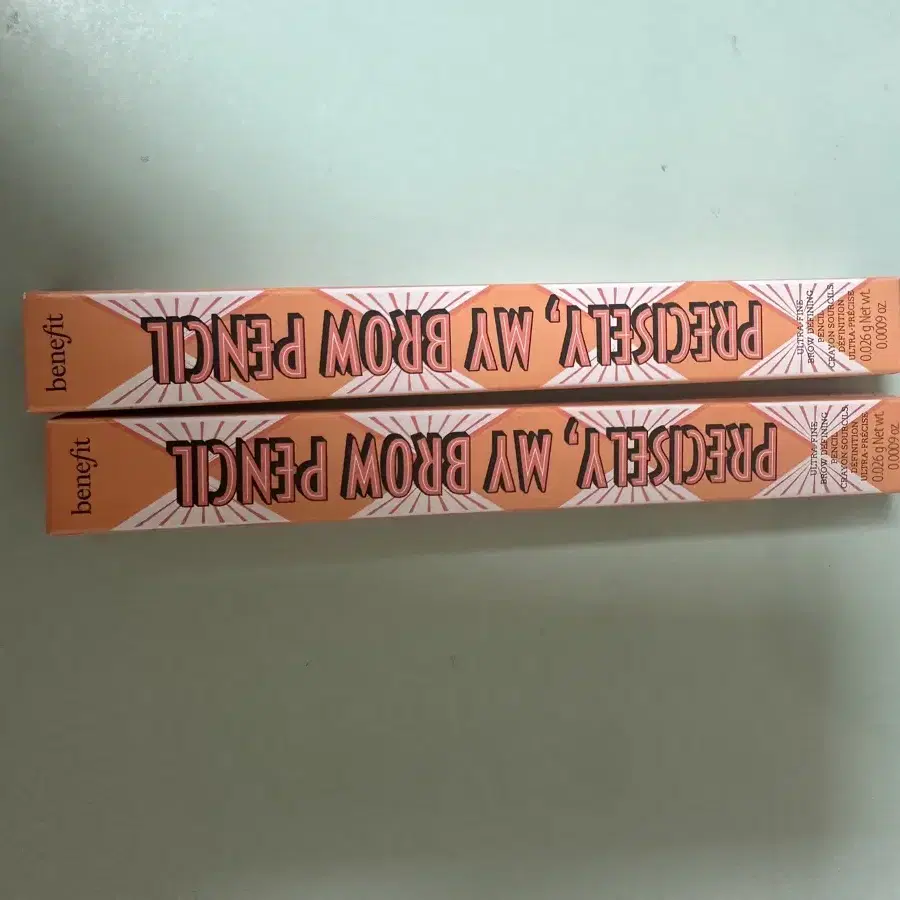 benefit
PRECISELY, MY BROW PENCIL
ULTRA-FINE
BROW DEFINING
PENCIL
CRAYON SOURCILS
DÉFINITION
ULTRA-PRÉCISE
0.026 g Net wt.
0.0009 oz
benefit
PRECISELY, MY BROW PENCIL
ULTRA-FINE
BROW DEFINING
PENCIL
CRAYON SOURCILS
DÉFINITION
ULTRA-PRÉCISE
0.026 g Net wt.
0.0009 oz